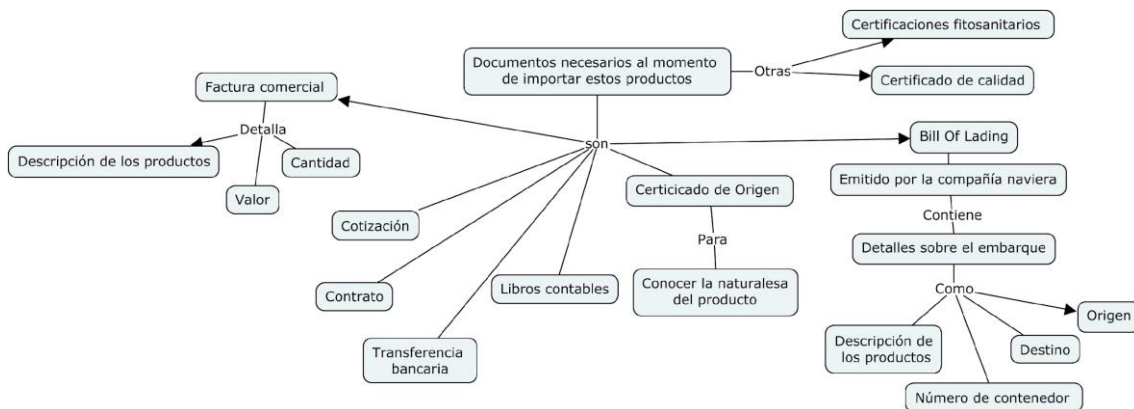 Certificaciones fitosanitarios
Documentos necesarios al momento
de importar estos productos
Otras
Certificado de calidad
Factura comercial
Detalla
Descripción de los productos
Cantidad
Valor
son
Bill Of Lading
Emitido por la compañía naviera
Contiene
Detalles sobre el embarque
Como
Descripción de
los productos
Número de contenedor
Destino
Origen
Certicicado de Origen
Para
Conocer la naturalesa
del producto
Libros contables
Cotización
Contrato
Transferencia
bancaria